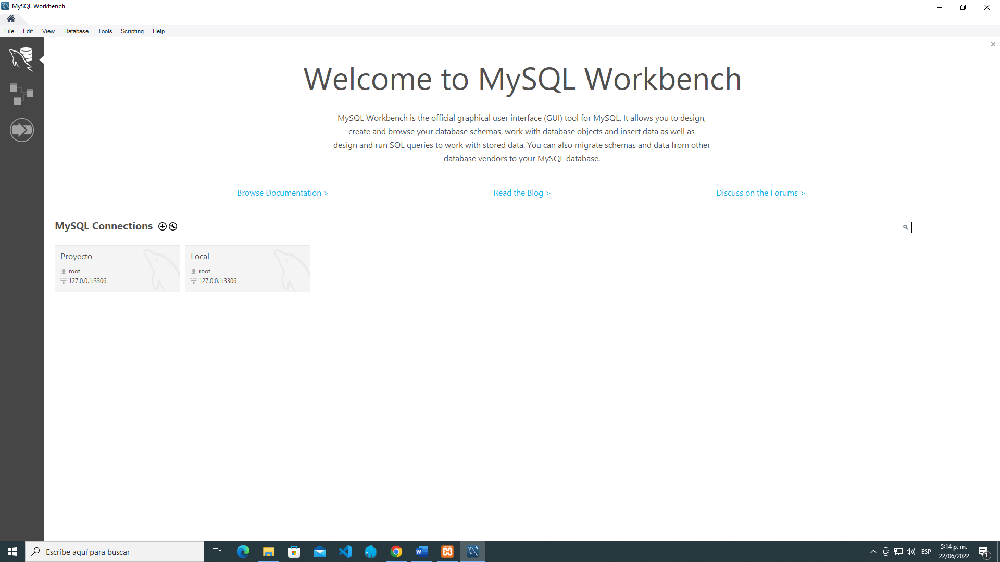 MySQL Workbench
File Edit View Database Tools Scripting Help
Welcome to MySQL Workbench
MySQL Workbench is the official graphical user interface (GUI) tool for MySQL. It allows you to design,
create and browse your database schemas, work with database objects and insert data as well as
design and run SQL queries to work with stored data. You can also migrate schemas and data from other
database vendors to your MySQL database.
Browse Documentation > Read the Blog > Discuss on the Forums >
MySQL Connections
Proyecto
root
127.0.0.1:3306
Local
root
127.0.0.1:3306
Escribe aquí para buscar
ESP
5:14 p. m.
22/06/2022
1